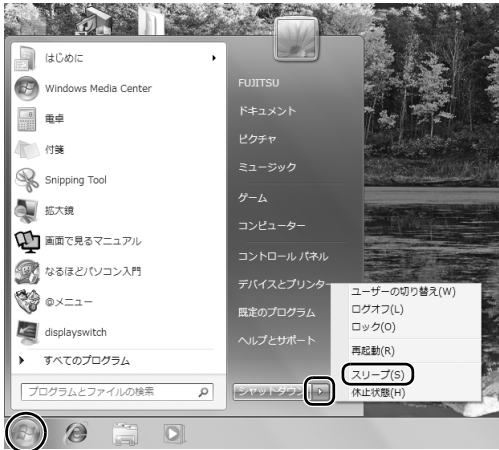 はじめに
Windows Media Center
電卓
付箋
Snipping Tool
拡大鏡
画面で見るマニュアル
なるほどパソコン入門
@メニュー
displayswitch
すべてのプログラム
プログラムとファイルの検索
FUJITSU
ドキュメント
ピクチャ
ミュージック
ゲーム
コンピューター
コントロール パネル
デバイスとプリンター
既定のプログラム
ヘルプとサポート
シャットダウン
ユーザーの切り替え(W)
ログオフ(L)
ロック(O)
再起動(R)
スリープ(S)
休止状態(H)